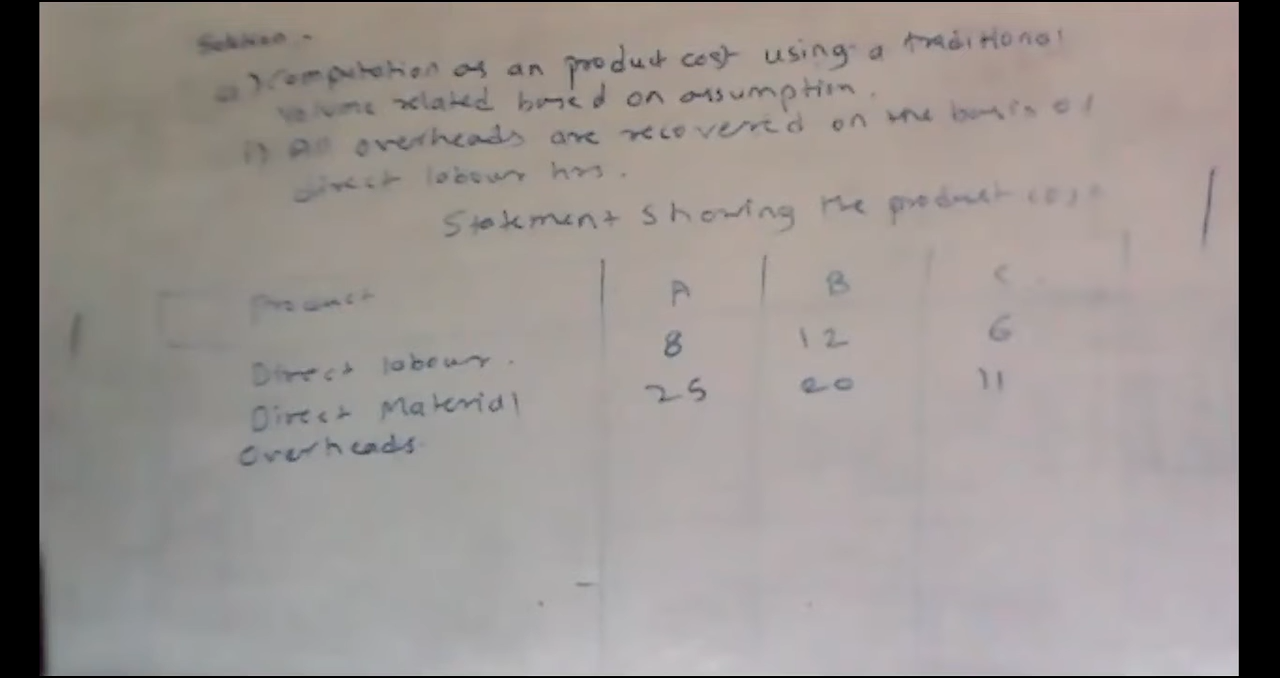 Solution -
a) Computation of an product cost using a traditional
volume related based on assumption.
i) All overheads are recovered on the basis of
direct labour hrs.
Statement showing the product cost
Product A B C
Direct labour. 8 12 6
Direct Material 25 20 11
Overheads.